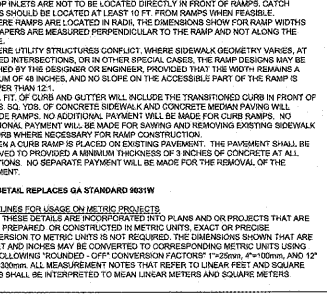 OP INLETS ARE NOT TO BE LOCATED DIRECTLY IN FRONT OF RAMPS. CATCH
S SHOULD BE LOCATED AT LEAST 10 FT. FROM RAMPS WHEN FEASIBLE.
ERE RAMPS ARE LOCATED IN RADII, THE DIMENSIONS SHOW FOR RAMP WIDTHS
APERS ARE MEASURED PERPENDICULAR TO THE RAMP AND NOT ALONG THE
ERE UTILITY STRUCTURES CONFLICT, WHERE SIDEWALK GEOMETRY VARIES, AT
ED INTERSECTIONS, OR IN OTHER SPECIAL CASES, THE RAMP DESIGNS MAY BE
HED BY THE DESIGNER OR ENGINEER, PROVIDED THAT THE WIDTH REMAINS A
UM OF 48 INCHES, AND NO SLOPE ON THE ACCESSIBLE PART OF THE RAMP IS
PER THAN 12:1.
. FIT. OF CURB AND GUTTER WILL INCLUDE THE TRANSITIONED CURB IN FRONT OF
S. SQ. YDS. OF CONCRETE SIDEWALK AND CONCRETE MEDIAN PAVING WILL
DE RAMPS. NO ADDITIONAL PAYMENT WILL BE MADE FOR CURB RAMPS. NO
IONAL PAYMENT WILL BE MADE FOR SAWING AND REMOVING EXISTING SIDEWALK
RB WHERE NECESSARY FOR RAMP CONSTRUCTION.
EN A CURB RAMP IS PLACED ON EXISTING PAVEMENT. THE PAVEMENT SHALL BE
VED TO PROVIDED A MINIMUM THICKNESS OF 3 INCHES OF CONCRETE AT ALL
TIONS. NO SEPARATE PAYMENT WILL BE MADE FOR THE REMOVAL OF THE
MENT.
ETAIL REPLACES GA STANDARD 9031W
LINES FOR USAGE ON METRIC PROJECTS
THESE DETAILS ARE INCORPORATED INTO PLANS AND OR PROJECTS THAT ARE
PREPARED OR CONSTRUCTED IN METRIC UNITS, EXACT OR PRECISE
ERSION TO METRIC UNITS IS NOT REQUIRED. THE DIMENSIONS SHOWN THAT ARE
ET AND INCHES MAY BE CONVERTED TO CORRESPONDING METRIC UNITS USING
OLLOWING "ROUNDED - OFF" CONVERSION FACTORS" 1"=25mm, 4"=100mm, AND 12"
300mm. ALL MEASUREMENT NOTES THAT REFER TO LINEAR FEET AND SQUARE
S SHALL BE INTERPRETED TO MEAN LINEAR METERS AND SQUARE METERS